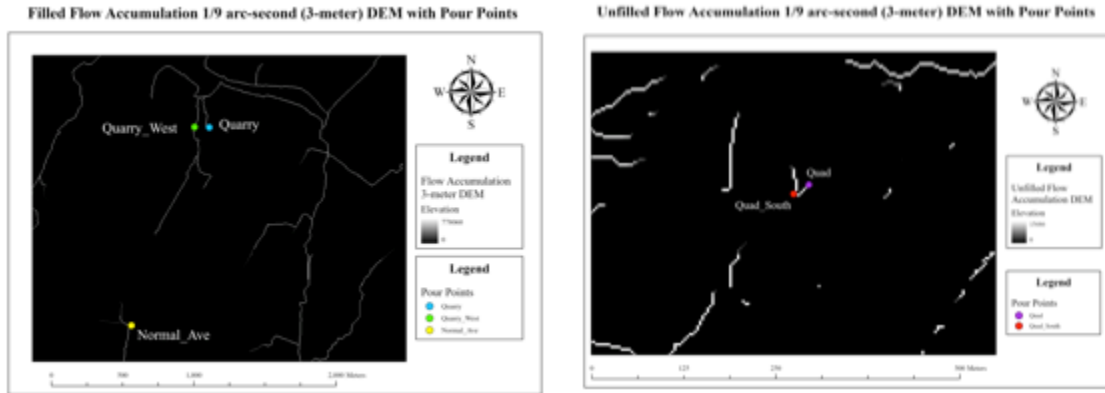 Filled Flow Accumulation 1/9 arc-second (3-meter) DEM with Pour Points
N
W E
S
Quarry_West
Quarry
Normal_Ave
Legend
Flow Accumulation
3-meter DEM
Elevation
0
Legend
Pour Points
Quarry
Quarry_West
Normal_Ave
0 500 1,000 2,000 Meters
Unfilled Flow Accumulation 1/9 arc-second (3-meter) DEM with Pour Points
N
W E
S
Quad
Quad_South
Legend
Unfilled Flow
Accumulation DEM
Elevation
0
Legend
Pour Points
Quad
Quad_South
0 125 250 500 Meters